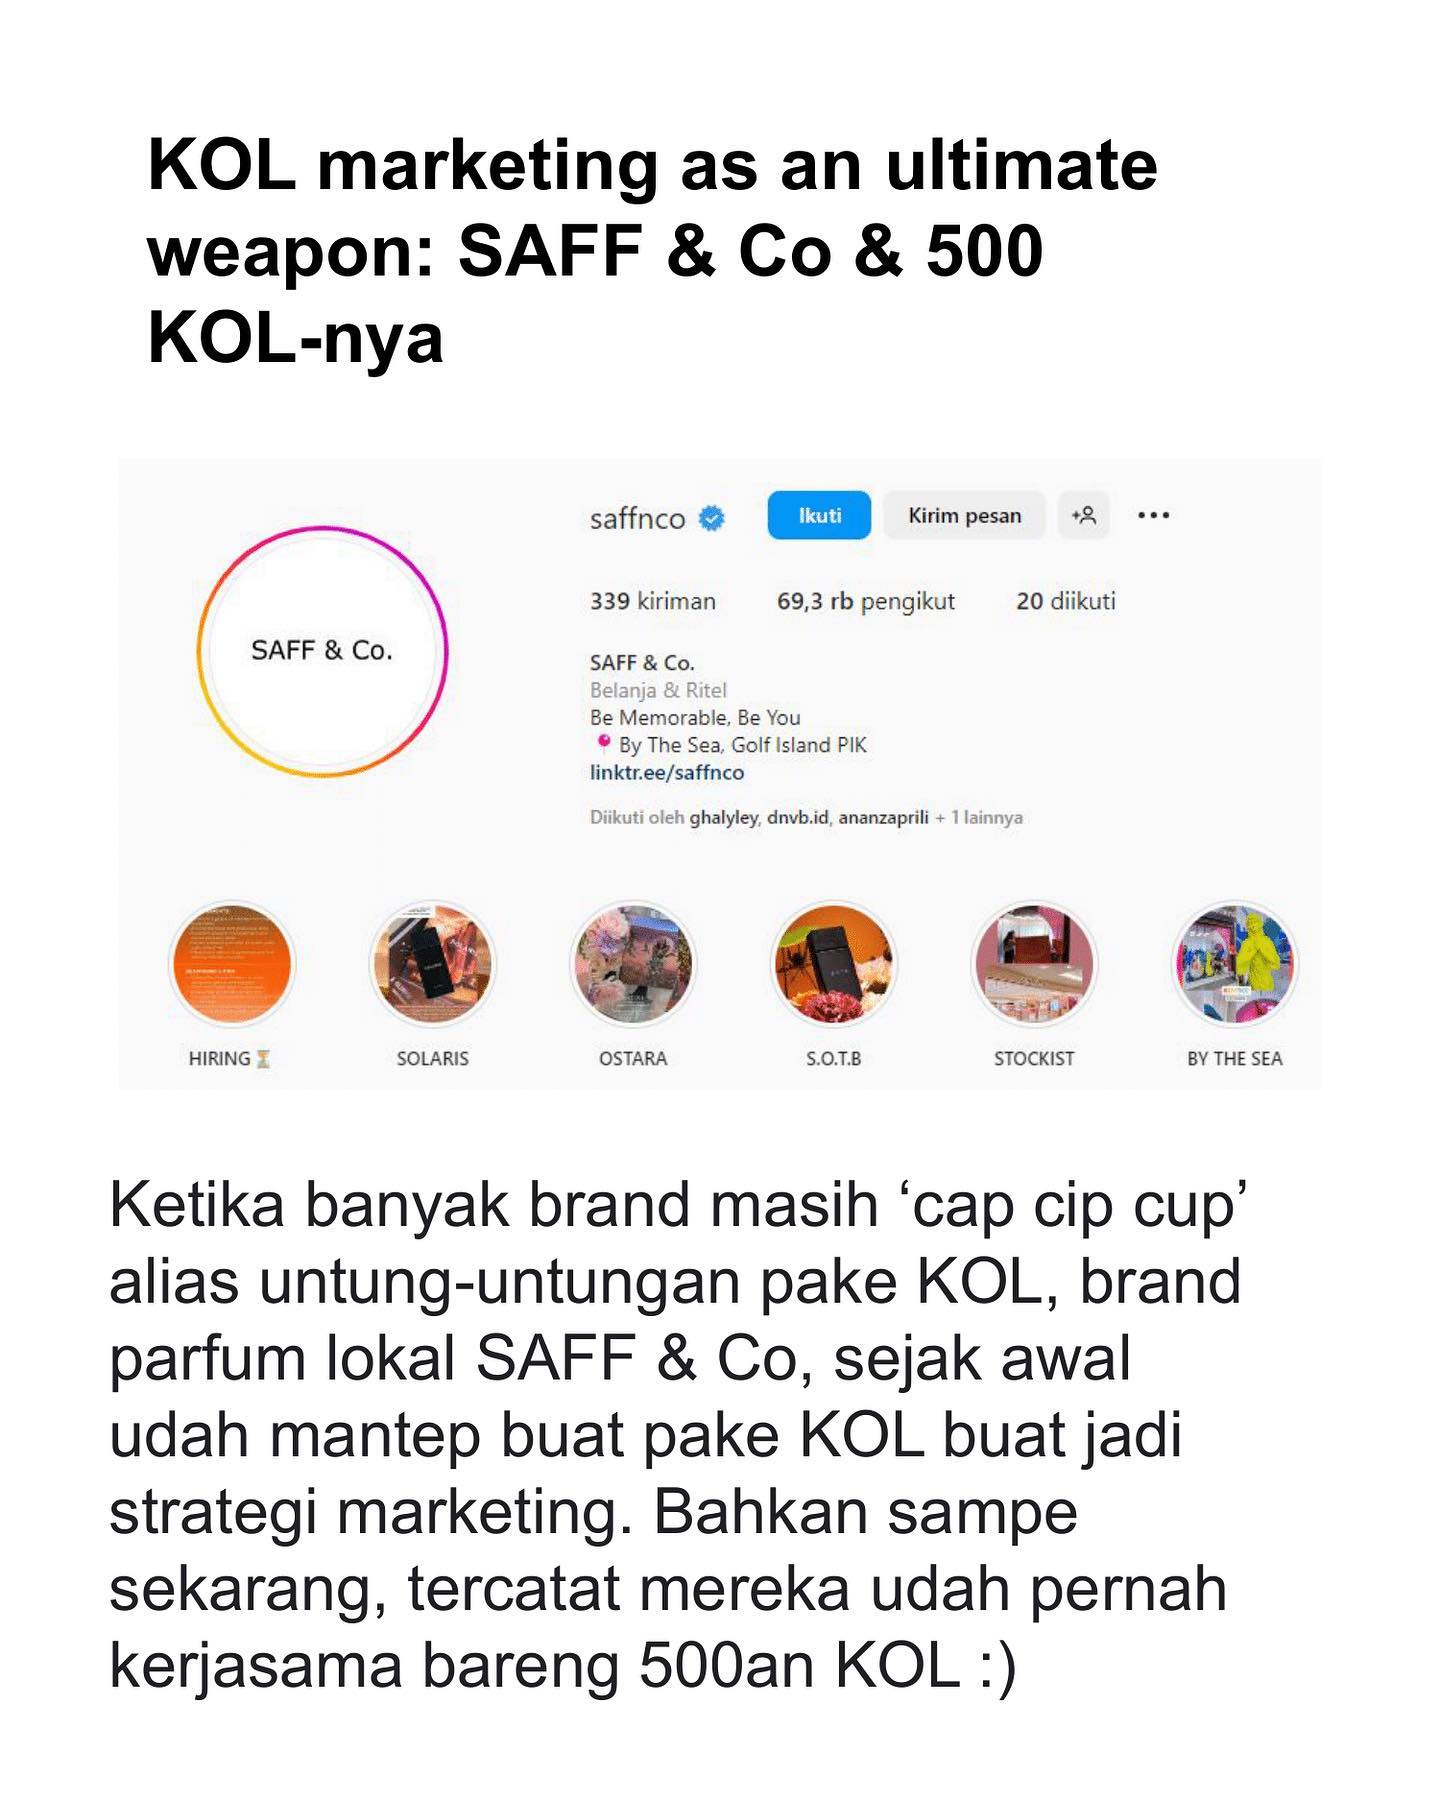 KOL marketing as an ultimate
weapon: SAFF & Co & 500
KOL-nya
saffnco
Ikuti
Kirim pesan
339 kiriman
69,3 rb pengikut
20 diikuti
SAFF & Co.
SAFF & Co.
Belanja & Ritel
Be Memorable, Be You
📍 By The Sea, Golf Island PIK
linktr.ee/saffnco
Diikuti oleh ghalyley, dnvb.id, ananzaprili + 1 lainnya
HIRING ⏳
SOLARIS
OSTARA
S.O.T.B
STOCKIST
BY THE SEA
Ketika banyak brand masih ‘cap cip cup’
alias untung-untungan pake KOL, brand
parfum lokal SAFF & Co, sejak awal
udah mantep buat pake KOL buat jadi
strategi marketing. Bahkan sampe
sekarang, tercatat mereka udah pernah
kerjasama bareng 500an KOL :)